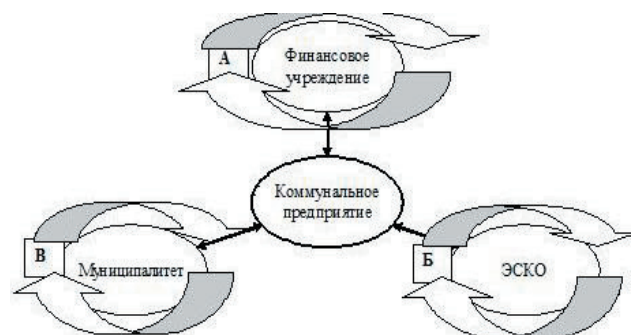 А
Финансовое
учреждение
Коммунальное
предприятие
В
Муниципалитет
Б
ЭСКО